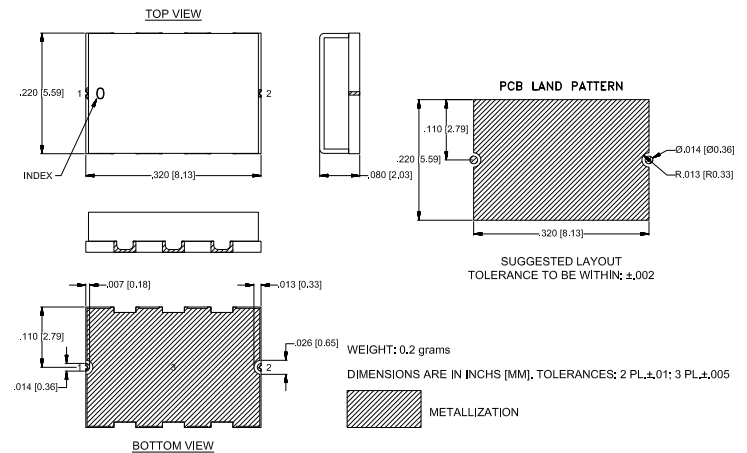 TOP VIEW
.220 [5.59]
1
2
INDEX
.320 [8.13]
.080 [2,03]
PCB LAND PATTERN
.110 [2.79]
.220 [5.59]
Ø.014 [Ø0.36]
R.013 [R0.33]
.320 [8.13]
SUGGESTED LAYOUT
TOLERANCE TO BE WITHIN: ±.002
.007 [0.18]
.013 [0.33]
.110 [2.79]
1
3
2
.026 [0.65]
.014 [0.36]
BOTTOM VIEW
WEIGHT: 0.2 grams
DIMENSIONS ARE IN INCHS [MM]. TOLERANCES: 2 PL.±.01; 3 PL.±.005
METALLIZATION